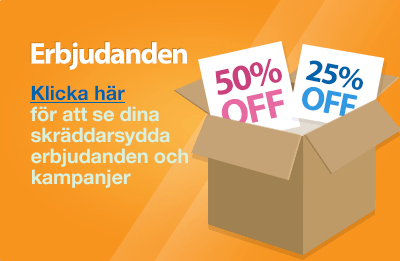 Erbjudanden
Klicka här
för att se dina
skräddarsydda
erbjudanden och
kampanjer
50%
OFF
25%
OFF